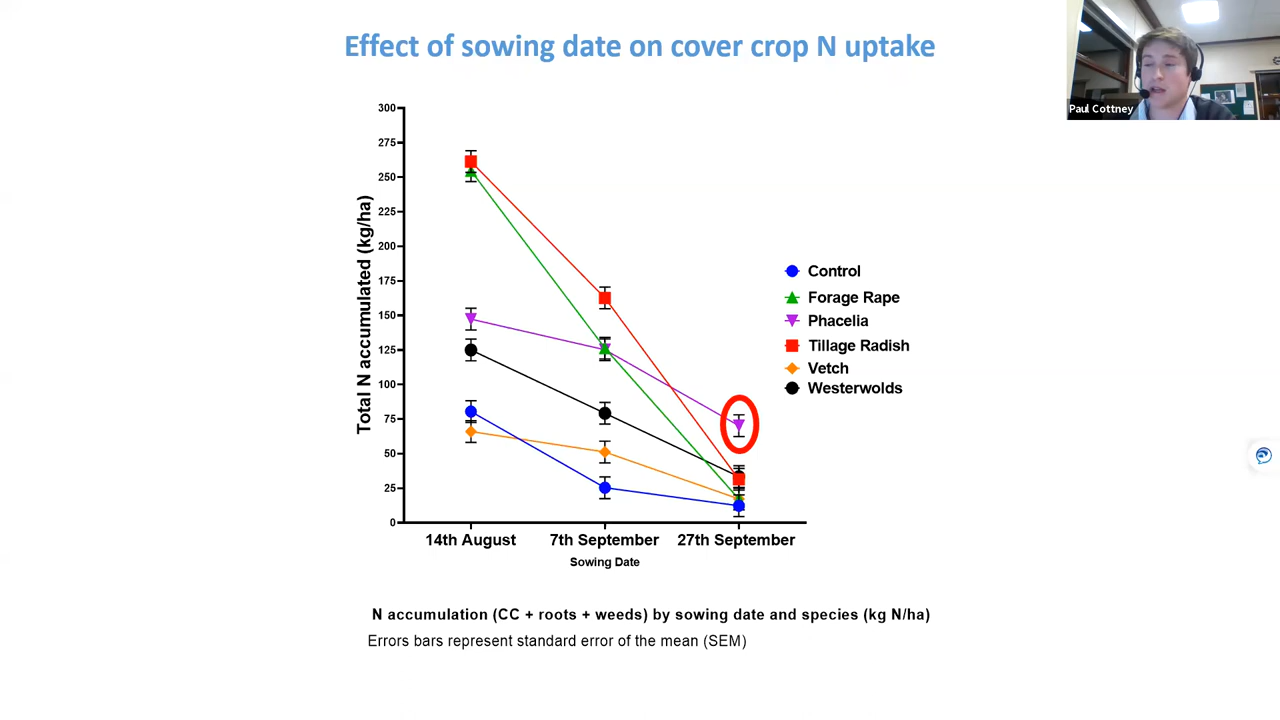 Effect of sowing date on cover crop N uptake
Paul Cottney
Total N accumulated (kg/ha)
300
275
250
225
200
175
150
125
100
75
50
25
0
14th August
7th September
27th September
Sowing Date
Control
Forage Rape
Phacelia
Tillage Radish
Vetch
Westerwolds
N accumulation (CC + roots + weeds) by sowing date and species (kg N/ha)
Errors bars represent standard error of the mean (SEM)